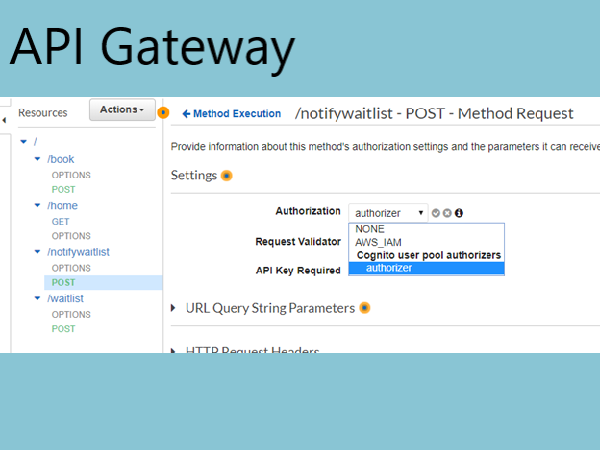 API Gateway
Resources
Actions
Method Execution
/notifywaitlist - POST - Method Request
/
/book
OPTIONS
POST
/home
GET
OPTIONS
/notifywaitlist
OPTIONS
POST
/waitlist
OPTIONS
POST
Provide information about this method's authorization settings and the parameters it can receive
Settings
Authorization
authorizer
NONE
AWS_IAM
Cognito user pool authorizers
authorizer
Request Validator
API Key Required
URL Query String Parameters
HTTP Request Headers